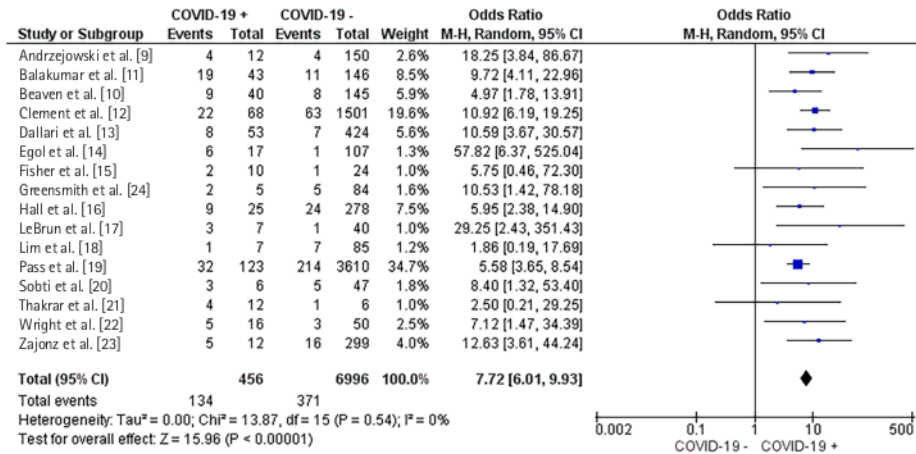 COVID-19 + COVID-19 - Odds Ratio Odds Ratio
Study or Subgroup Events Total Events Total Weight M-H, Random, 95% CI M-H, Random, 95% CI
Andrzejowski et al. [9] 4 12 4 150 2.6% 18.25 [3.84, 86.67]
Balakumar et al. [11] 19 43 11 146 8.5% 9.72 [4.11, 22.96]
Beaven et al. [10] 9 40 8 145 5.9% 4.97 [1.78, 13.91]
Clement et al. [12] 22 68 63 1501 19.6% 10.92 [6.19, 19.25]
Dallari et al. [13] 8 53 7 424 5.6% 10.59 [3.67, 30.57]
Egol et al. [14] 6 17 1 107 1.3% 57.82 [6.37, 525.04]
Fisher et al. [15] 2 10 1 24 1.0% 5.75 [0.46, 72.30]
Greensmith et al. [24] 2 5 5 84 1.6% 10.53 [1.42, 78.18]
Hall et al. [16] 9 25 24 278 7.5% 5.95 [2.38, 14.90]
LeBrun et al. [17] 3 7 1 40 1.0% 29.25 [2.43, 351.43]
Lim et al. [18] 1 7 7 85 1.2% 1.86 [0.19, 17.69]
Pass et al. [19] 32 123 214 3610 34.7% 5.58 [3.65, 8.54]
Sobti et al. [20] 3 6 5 47 1.8% 8.40 [1.32, 53.40]
Thakrar et al. [21] 4 12 1 6 1.0% 2.50 [0.21, 29.25]
Wright et al. [22] 5 16 3 50 2.5% 7.12 [1.47, 34.39]
Zajonz et al. [23] 5 12 16 299 4.0% 12.63 [3.61, 44.24]
Total (95% CI) 456 6996 100.0% 7.72 [6.01, 9.93]
Total events 134 371
Heterogeneity: Tau² = 0.00; Chi² = 13.87, df = 15 (P = 0.54); I² = 0%
Test for overall effect: Z = 15.96 (P < 0.00001)
0.002 0.1 1 10 500
COVID-19 - COVID-19 +